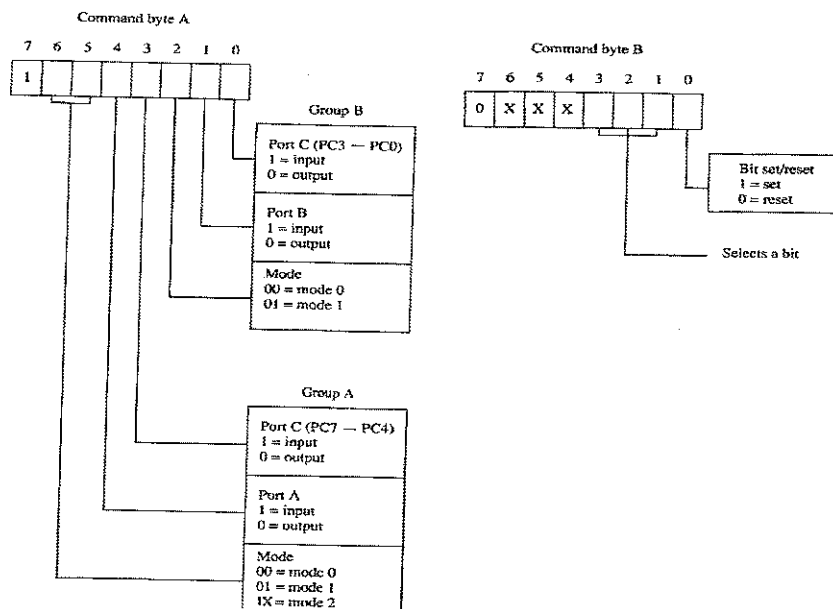 Command byte A
7 6 5 4 3 2 1 0
1
Group B
Port C (PC3 — PC0)
1 = input
0 = output
Port B
1 = input
0 = output
Mode
00 = mode 0
01 = mode 1
Group A
Port C (PC7 — PC4)
1 = input
0 = output
Port A
1 = input
0 = output
Mode
00 = mode 0
01 = mode 1
1X = mode 2
Command byte B
7 6 5 4 3 2 1 0
0 X X X
Bit set/reset
1 = set
0 = reset
Selects a bit